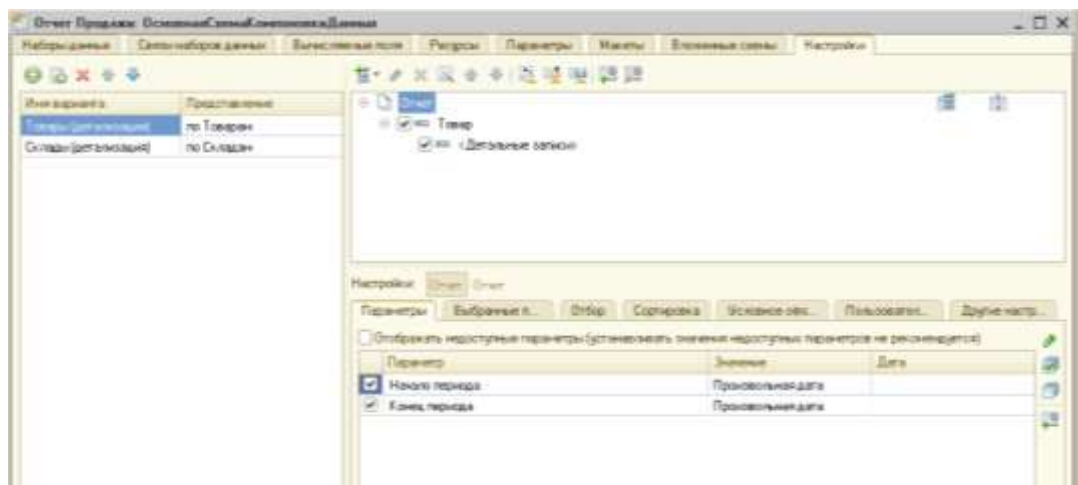 Отчет Продажи: ОсновнаяСхемаКомпоновкиДанных
Наборы данных Связи наборов данных Вычисляемые поля Ресурсы Параметры Макеты Вложенные схемы Настройки
Имя варианта Представление
Товары (детализация) по Товарам
Склады (детализация) по Складам
Отчет
Товар
<Детальные записи>
Настройки: Отчет Отчет
Параметры Выбранные п... Отбор Сортировка Условное офо... Пользовател... Другие настр...
Отображать недоступные параметры (устанавливать значения недоступных параметров не рекомендуется)
Параметр Значение Дата
Начало периода Произвольная дата
Конец периода Произвольная дата